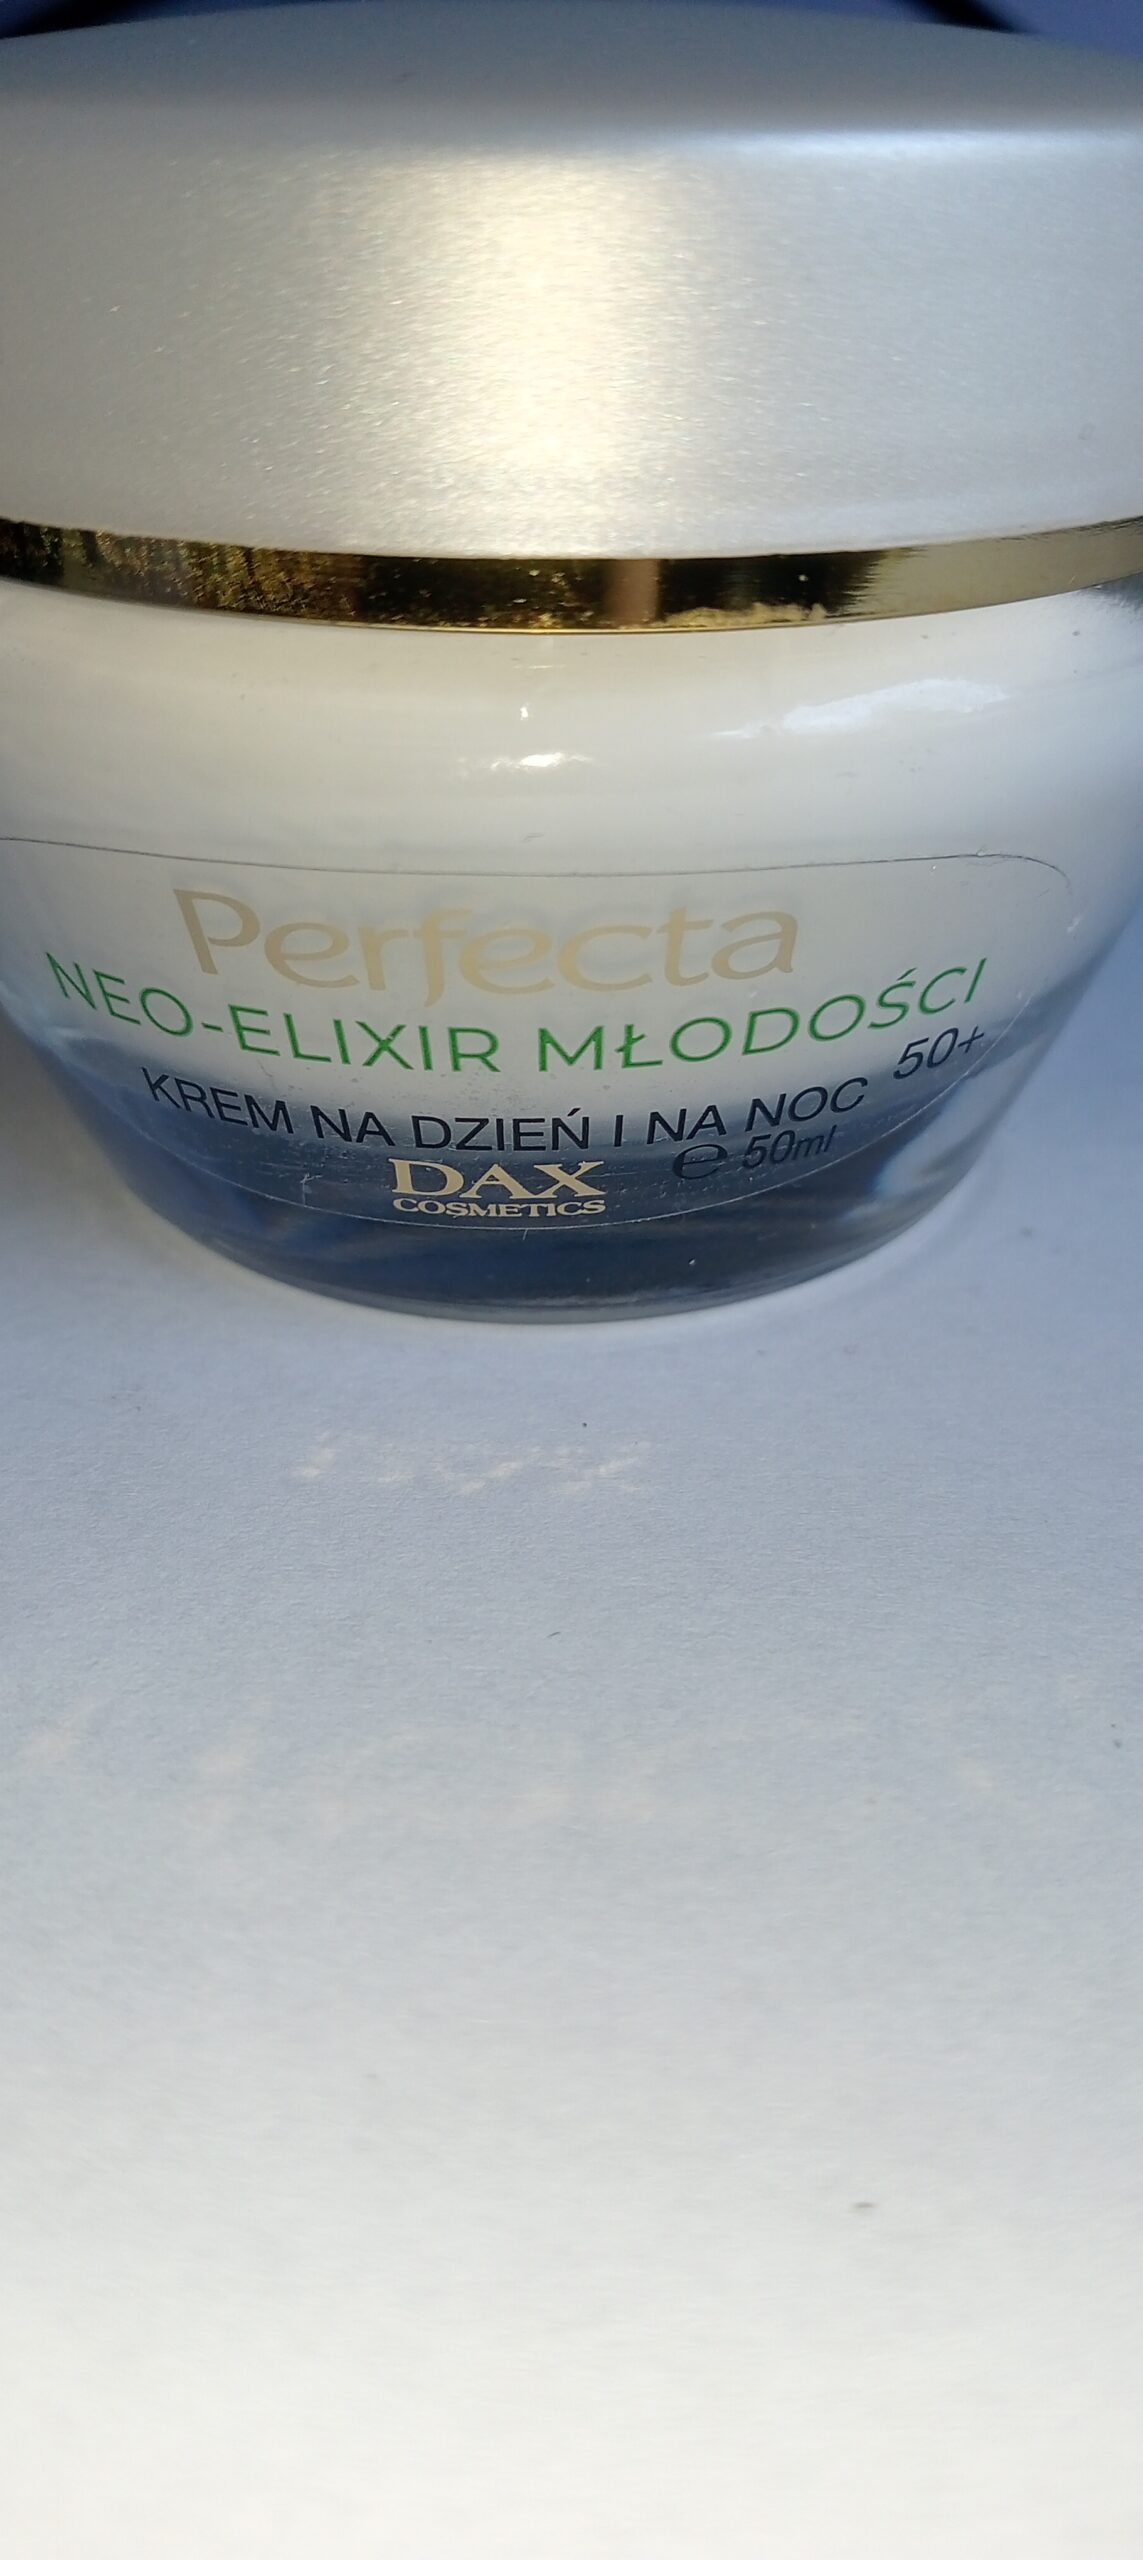 Perfecta
NEO-ELIXIR MŁODOŚCI
KREM NA DZIEŃ I NA NOC 50+
℮ 50ml
DAX
COSMETICS